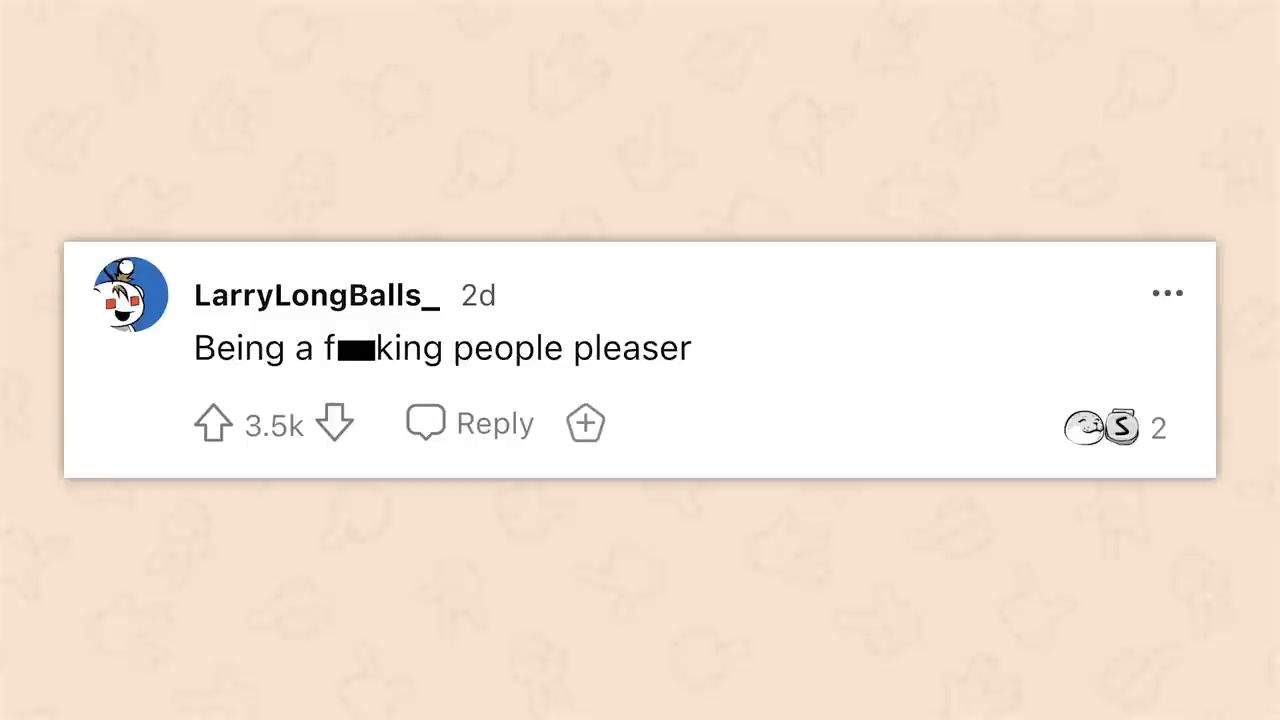 LarryLongBalls_ 2d
Being a f██king people pleaser
3.5k Reply 2